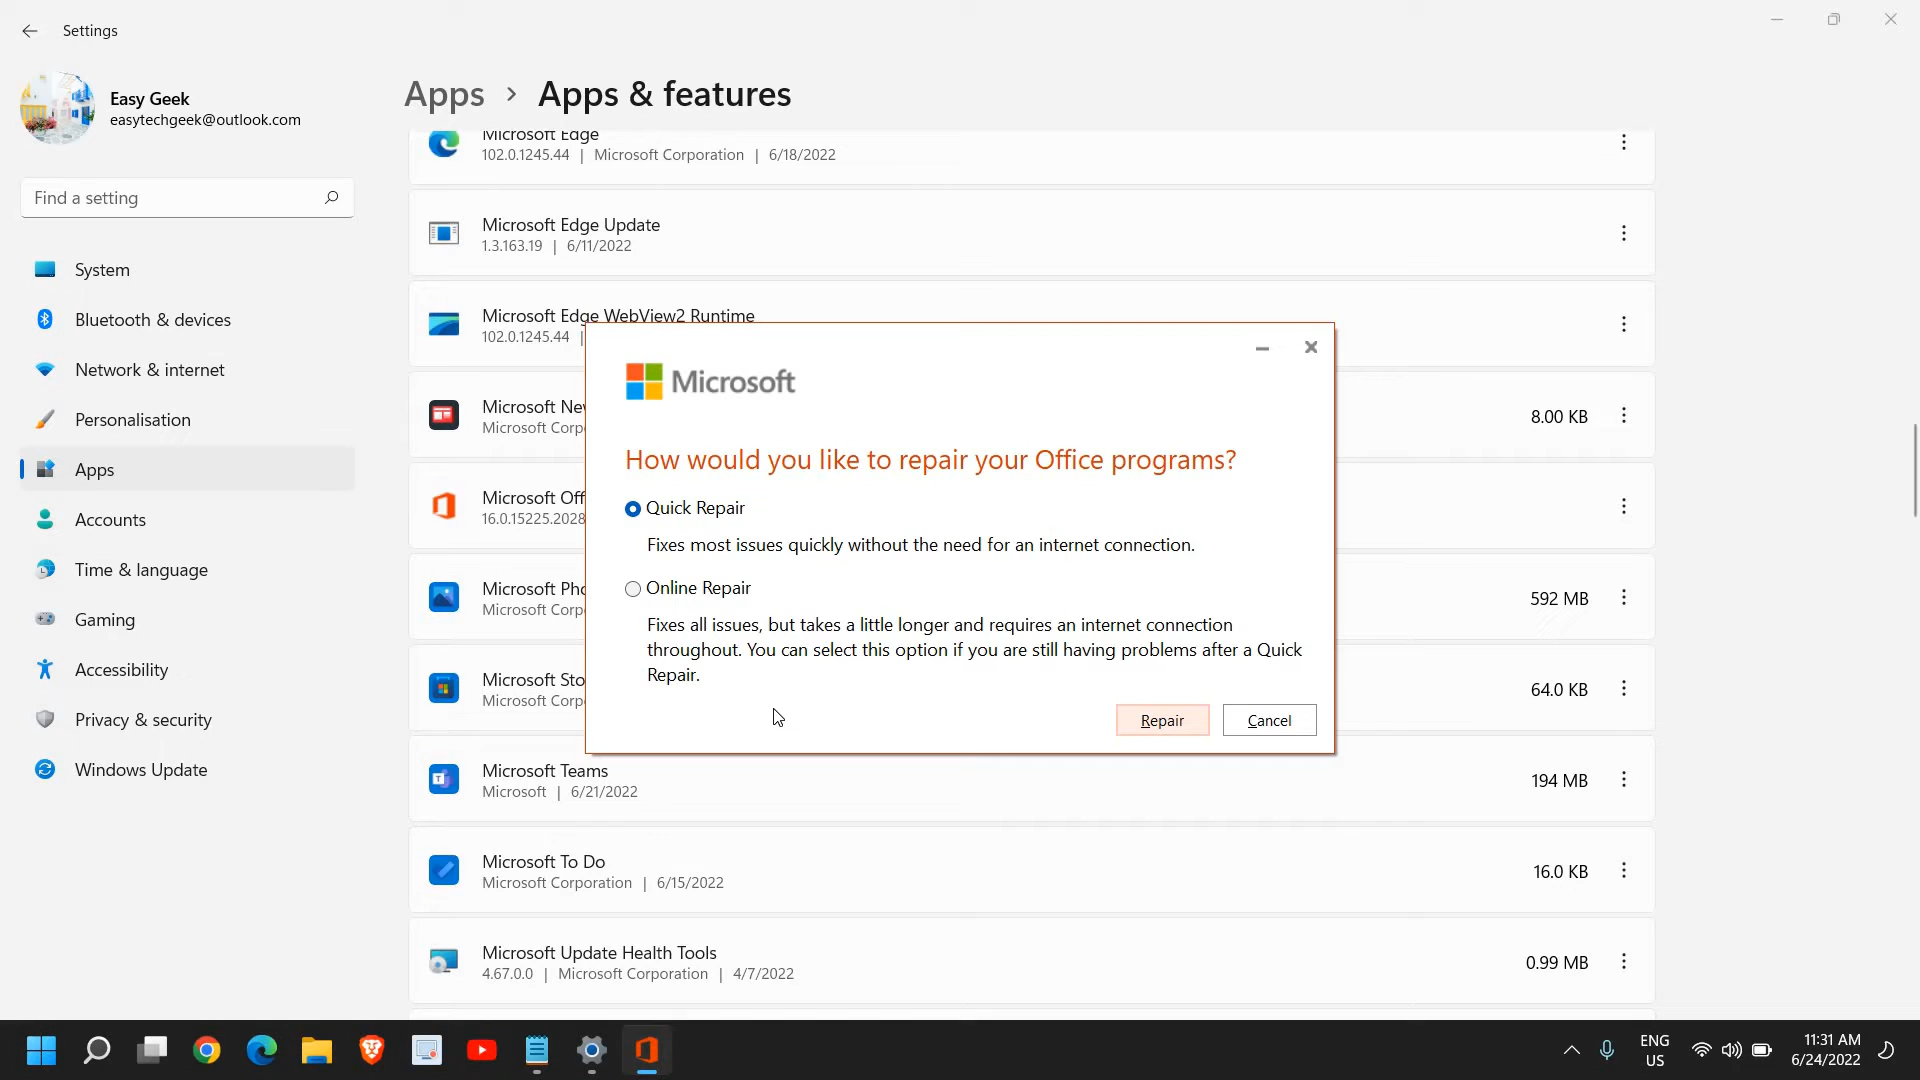 Settings
Easy Geek
easytechgeek@outlook.com
Find a setting
System
Bluetooth & devices
Network & internet
Personalisation
Apps
Accounts
Time & language
Gaming
Accessibility
Privacy & security
Windows Update
Apps > Apps & features
Microsoft Edge
102.0.1245.44 | Microsoft Corporation | 6/18/2022
Microsoft Edge Update
1.3.163.19 | 6/11/2022
Microsoft Edge WebView2 Runtime
102.0.1245.44 |
Microsoft
Microsoft Corp
8.00 KB
Microsoft Off
16.0.15225.2028
Microsoft Pho
Microsoft Corp
592 MB
Microsoft Sto
Microsoft Corp
64.0 KB
Microsoft Teams
Microsoft | 6/21/2022
194 MB
Microsoft To Do
Microsoft Corporation | 6/15/2022
16.0 KB
Microsoft Update Health Tools
4.67.0.0 | Microsoft Corporation | 4/7/2022
0.99 MB
Microsoft
How would you like to repair your Office programs?
Quick Repair
Fixes most issues quickly without the need for an internet connection.
Online Repair
Fixes all issues, but takes a little longer and requires an internet connection
throughout. You can select this option if you are still having problems after a Quick
Repair.
Repair
Cancel
ENG
US
11:31 AM
6/24/2022